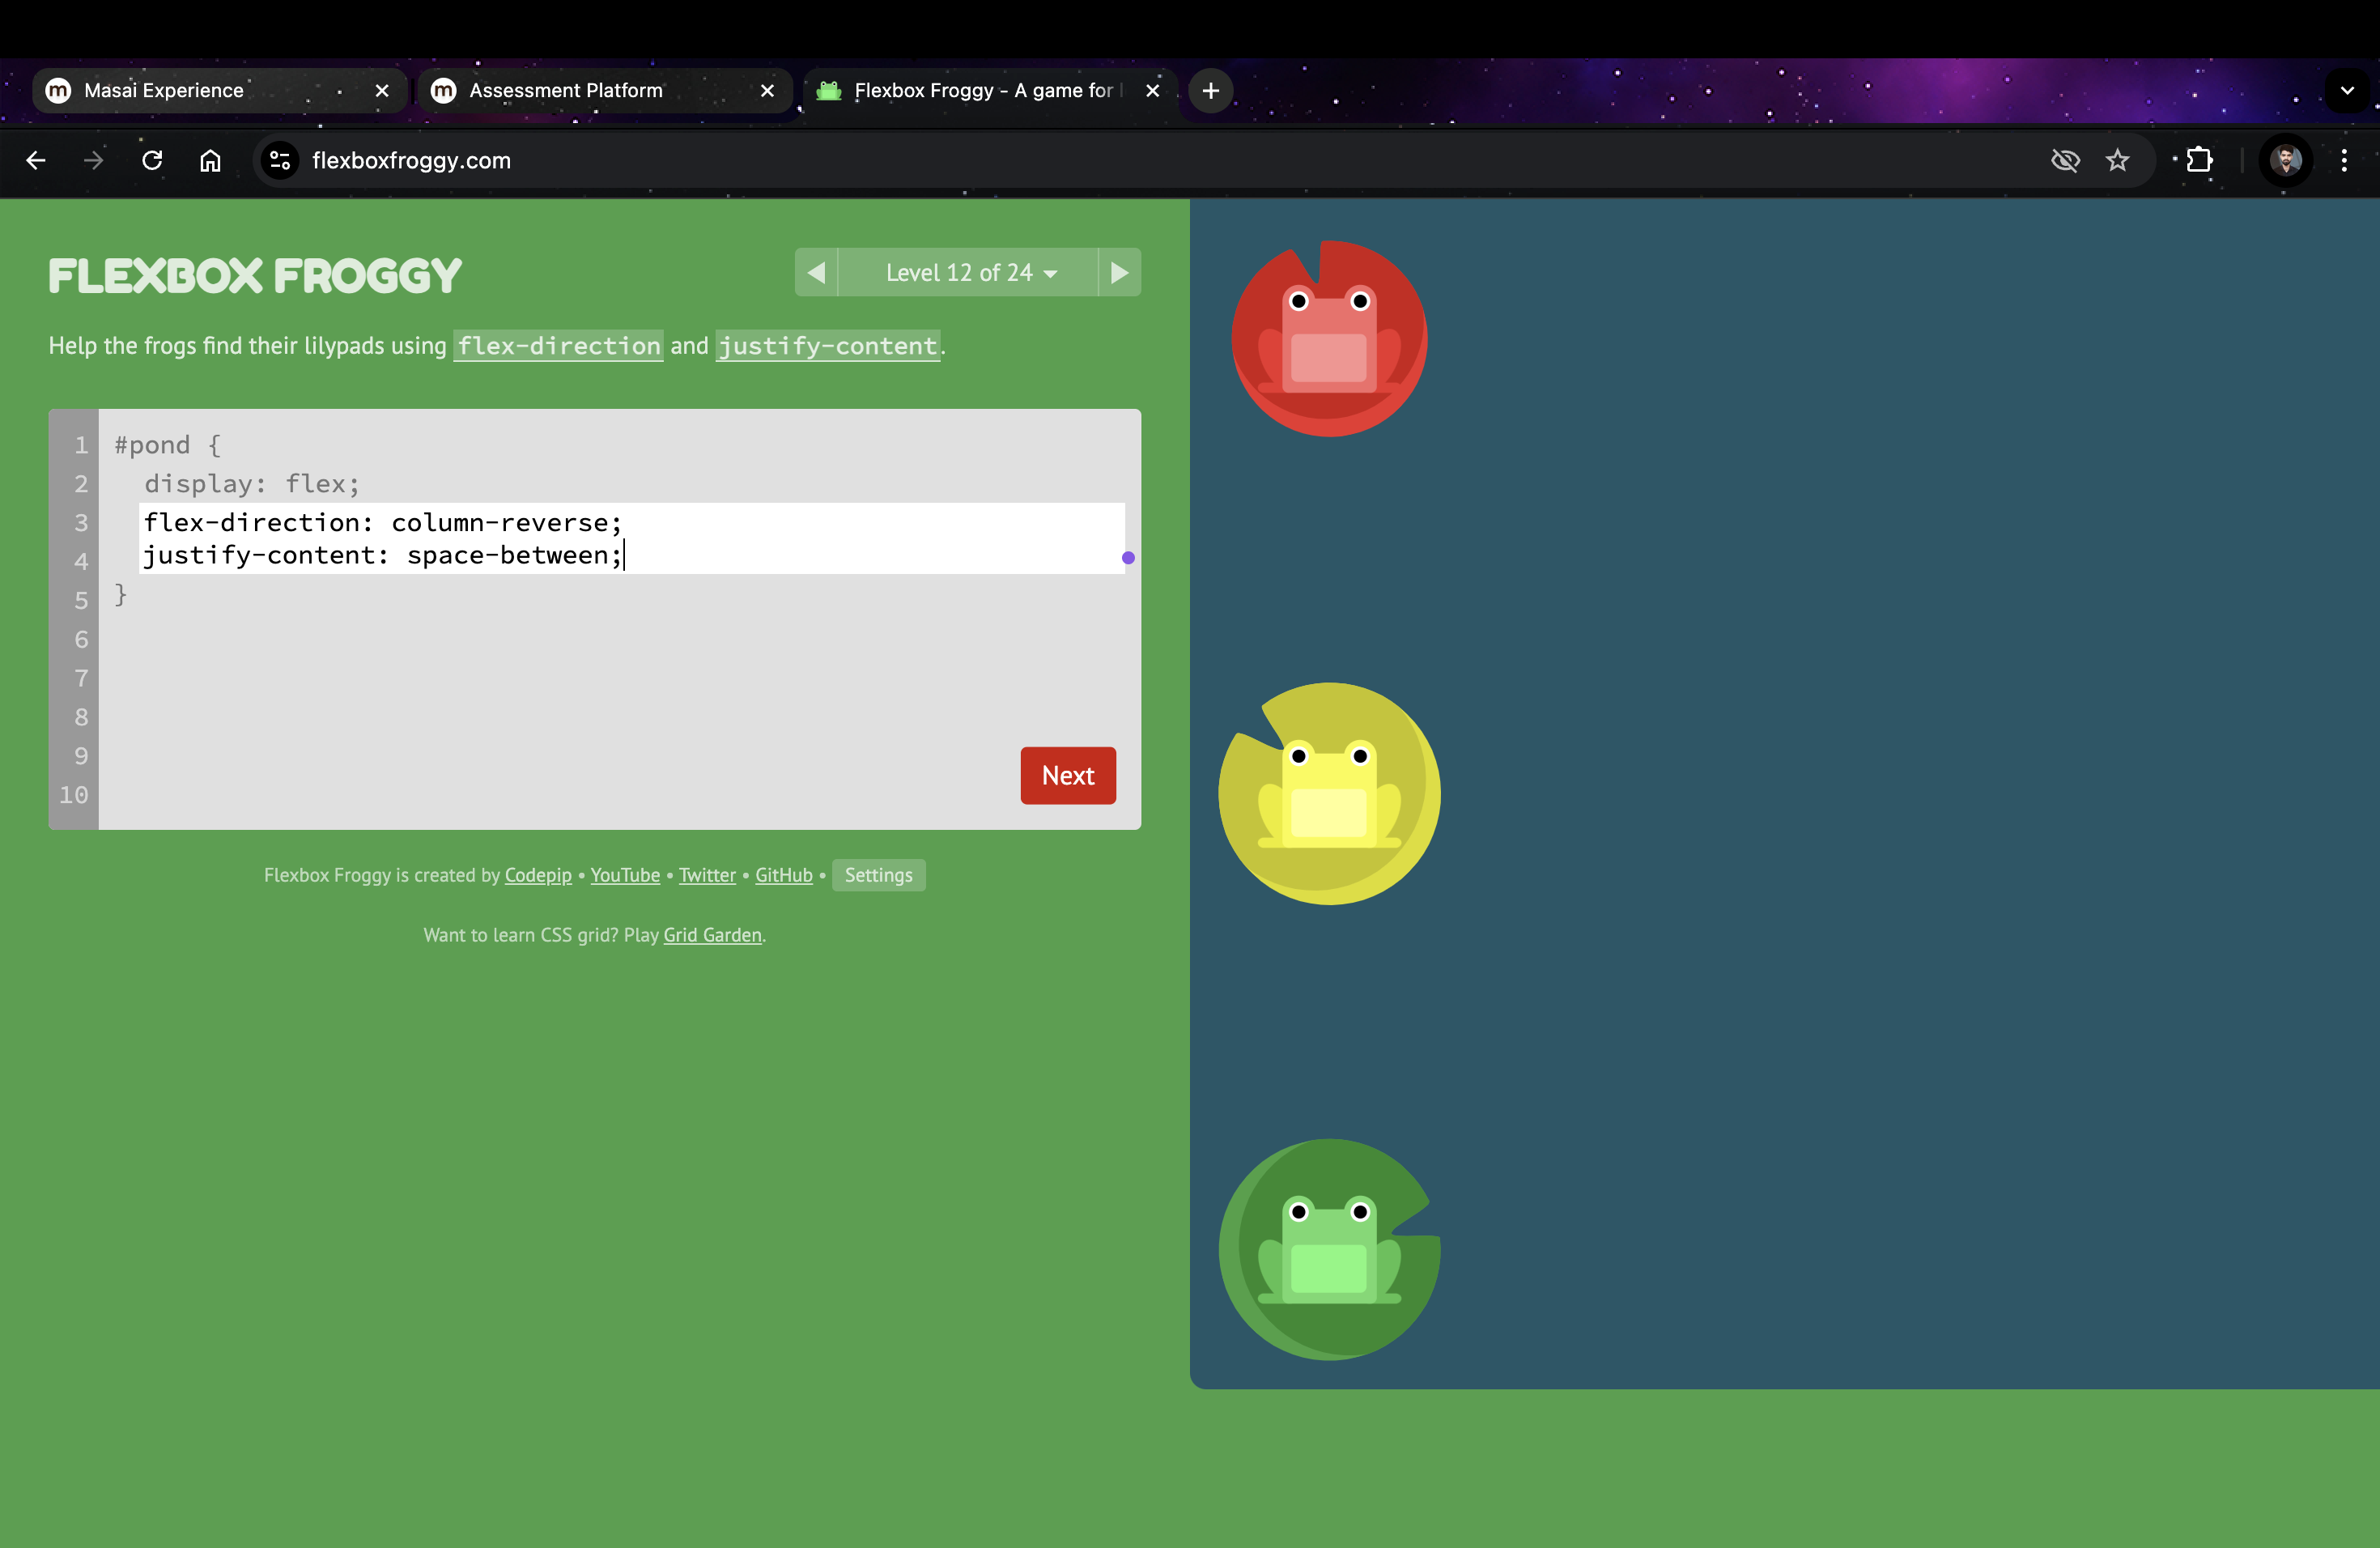 Masai Experience
Assessment Platform
Flexbox Froggy - A game for
flexboxfroggy.com
FLEXBOX FROGGY
Level 12 of 24
Help the frogs find their lilypads using flex-direction and justify-content.
1 #pond {
2 display: flex;
3 flex-direction: column-reverse;
4 justify-content: space-between;
5 }
6
7
8
9
10
Next
Flexbox Froggy is created by Codepip • YouTube • Twitter • GitHub • Settings
Want to learn CSS grid? Play Grid Garden.